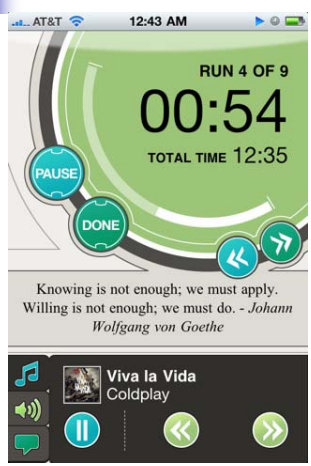 AT&T 12:43 AM
RUN 4 OF 9
00:54
TOTAL TIME 12:35
PAUSE
DONE
Knowing is not enough; we must apply.
Willing is not enough; we must do. - Johann
Wolfgang von Goethe
Viva la Vida
Coldplay